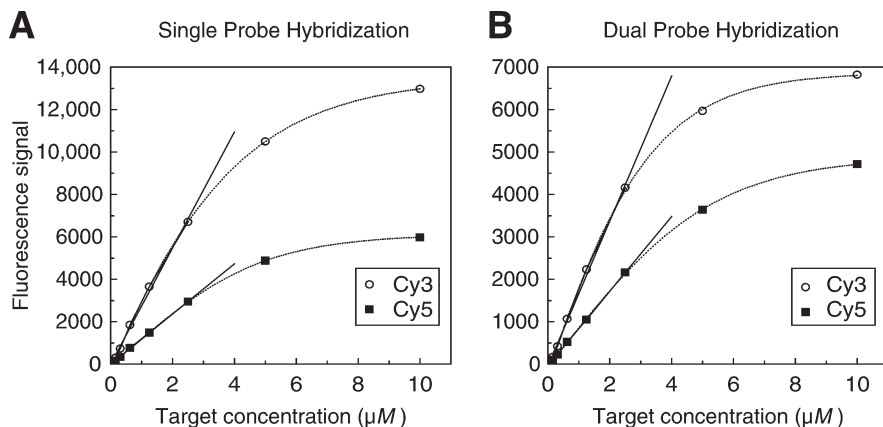 A
Single Probe Hybridization
14,000
12,000
10,000
8000
6000
4000
2000
0
Fluorescence signal
Cy3
Cy5
0 2 4 6 8 10
Target concentration (µM)
B
Dual Probe Hybridization
7000
6000
5000
4000
3000
2000
1000
0
Cy3
Cy5
0 2 4 6 8 10
Target concentration (µM)